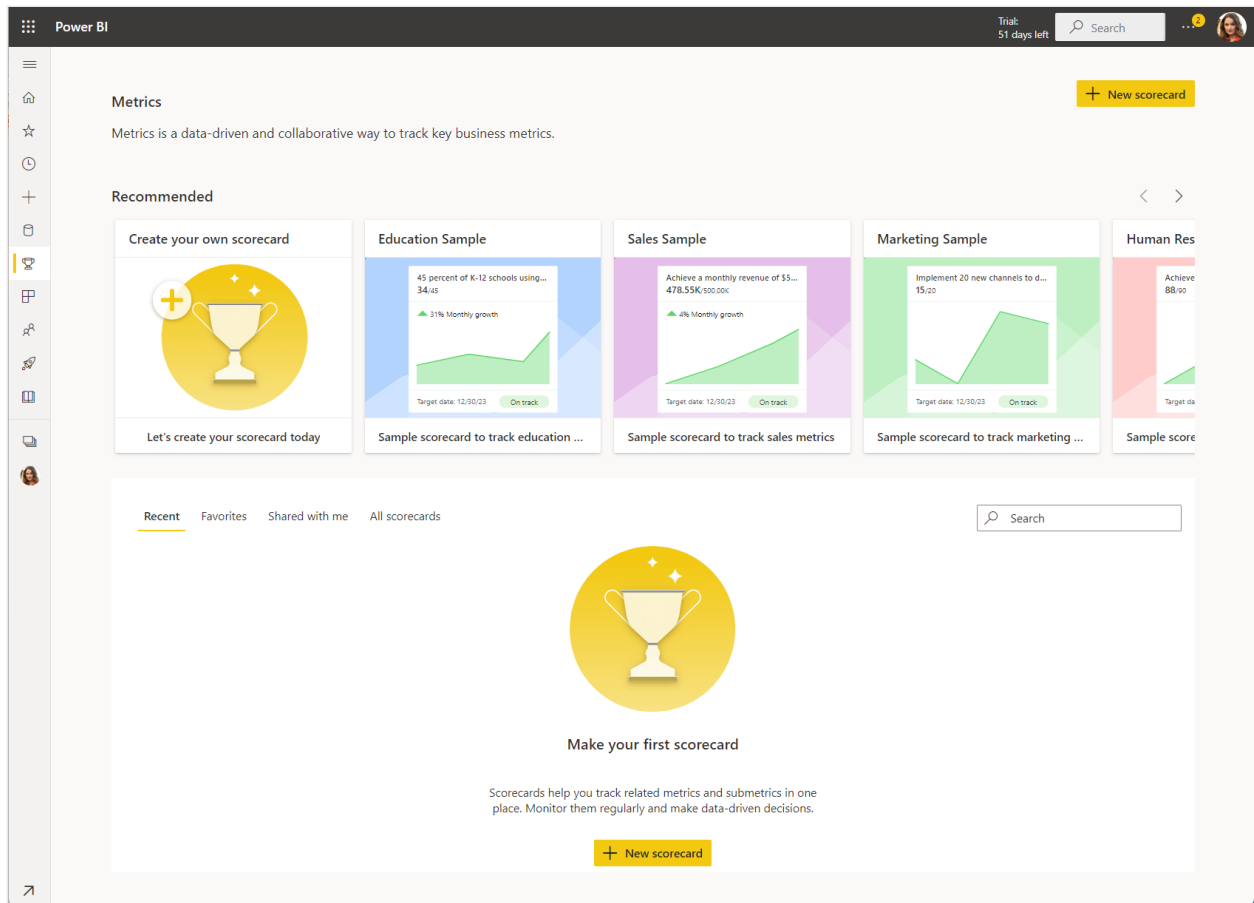 Power BI
Trial:
51 days left
Search
2
Metrics
New scorecard
Metrics is a data-driven and collaborative way to track key business metrics.
Recommended
Create your own scorecard
Let's create your scorecard today
Education Sample
45 percent of K-12 schools using...
34/45
31% Monthly growth
Target date: 12/30/23
On track
Sample scorecard to track education ...
Sales Sample
Achieve a monthly revenue of $5...
478.55K/500.00K
4% Monthly growth
Target date: 12/30/23
On track
Sample scorecard to track sales metrics
Marketing Sample
Implement 20 new channels to d...
15/20
Target date: 12/30/23
On track
Sample scorecard to track marketing ...
Human Res
Achieve
88/90
Target da
Sample score
Recent
Favorites
Shared with me
All scorecards
Search
Make your first scorecard
Scorecards help you track related metrics and submetrics in one
place. Monitor them regularly and make data-driven decisions.
New scorecard